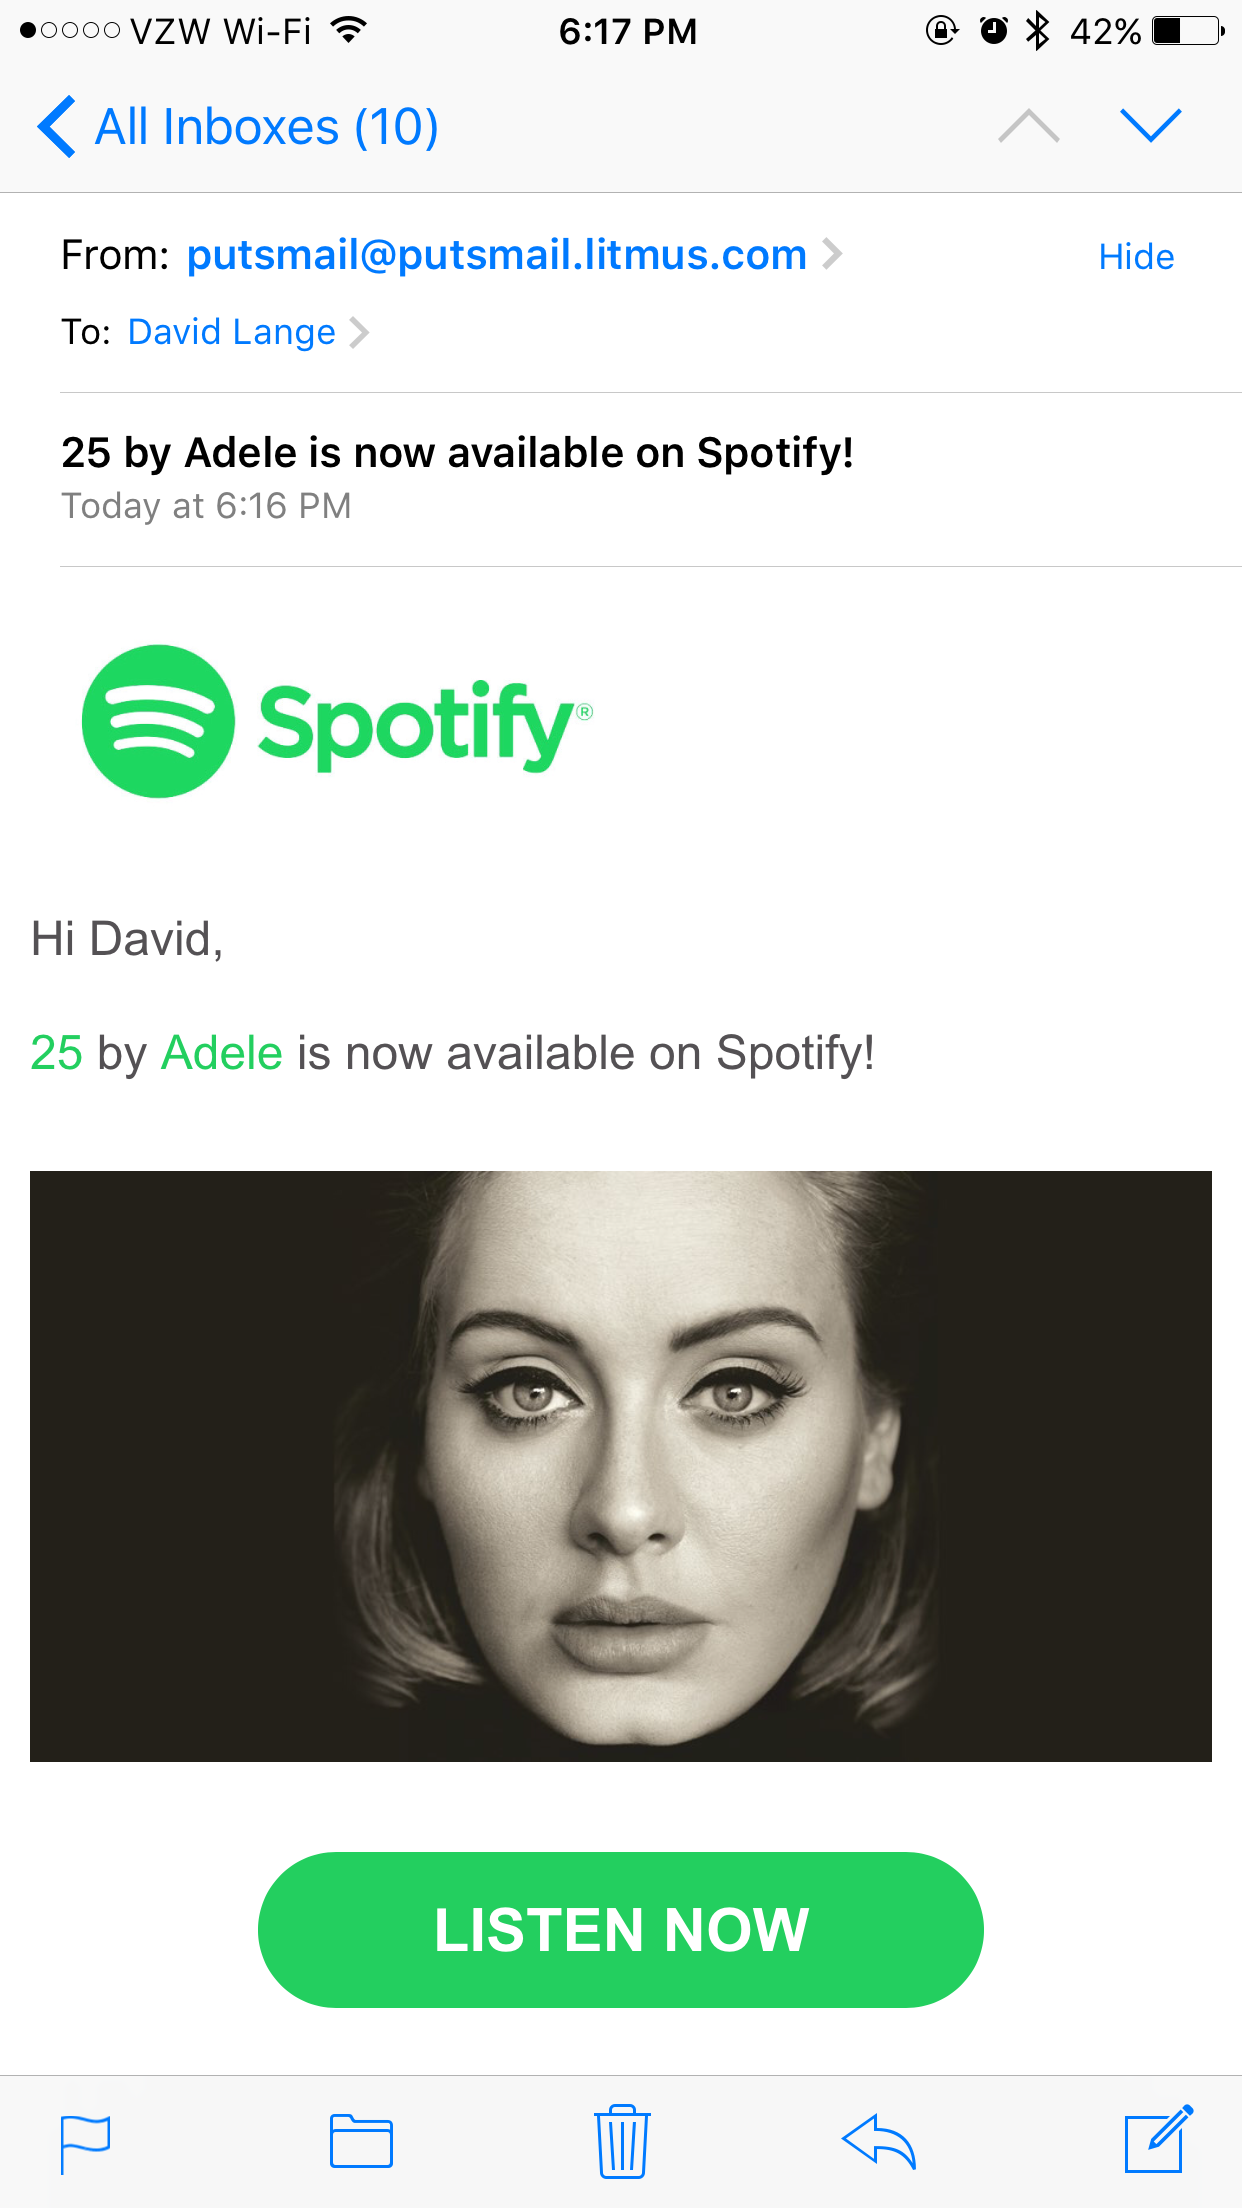 VZW Wi-Fi 6:17 PM 42%
All Inboxes (10)
From: putsmail@putsmail.litmus.com Hide
To: David Lange
25 by Adele is now available on Spotify!
Today at 6:16 PM
Spotify®
Hi David,
25 by Adele is now available on Spotify!
LISTEN NOW